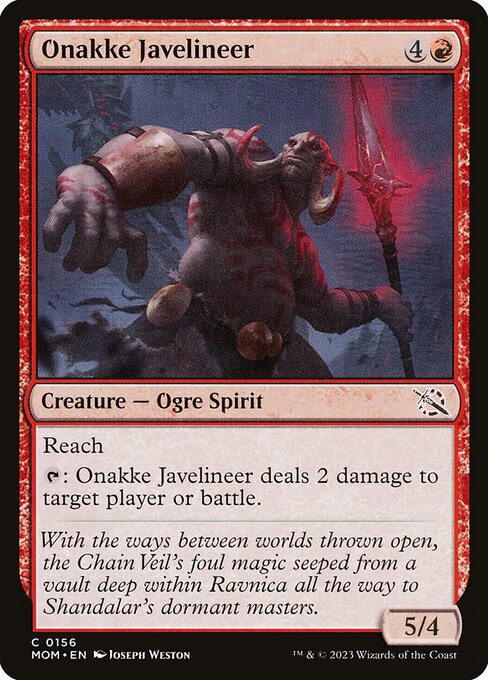 Onakke Javelineer 4
Creature — Ogre Spirit
Reach
: Onakke Javelineer deals 2 damage to
target player or battle.
With the ways between worlds thrown open,
the Chain Veil's foul magic seeped from a
vault deep within Ravnica all the way to
Shandalar's dormant masters.
5/4
C 0156
MOM • EN Joseph Weston
™ & © 2023 Wizards of the Coast